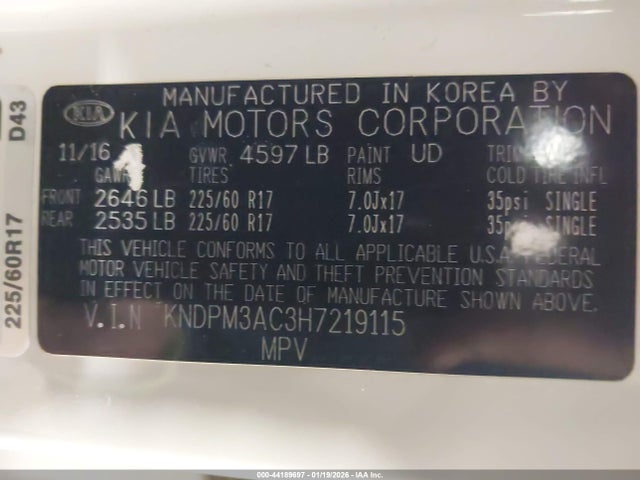 KIA
MANUFACTURED IN KOREA BY
KIA MOTORS CORPORATION
11/16 GVWR 4597 LB PAINT UD TRIM
GAWR TIRES RIMS COLD TIRE INFL
FRONT 2646 LB 225/60 R17 7.0Jx17 35psi SINGLE
REAR 2535 LB 225/60 R17 7.0Jx17 35psi SINGLE
THIS VEHICLE CONFORMS TO ALL APPLICABLE U.S.A FEDERAL
MOTOR VEHICLE SAFETY AND THEFT PREVENTION STANDARDS
IN EFFECT ON THE DATE OF MANUFACTURE SHOWN ABOVE.
V.I.N KNDPM3AC3H7219115
MPV
225/60R17 D43
000-44189697 - 01/19/2026 - IAA Inc.